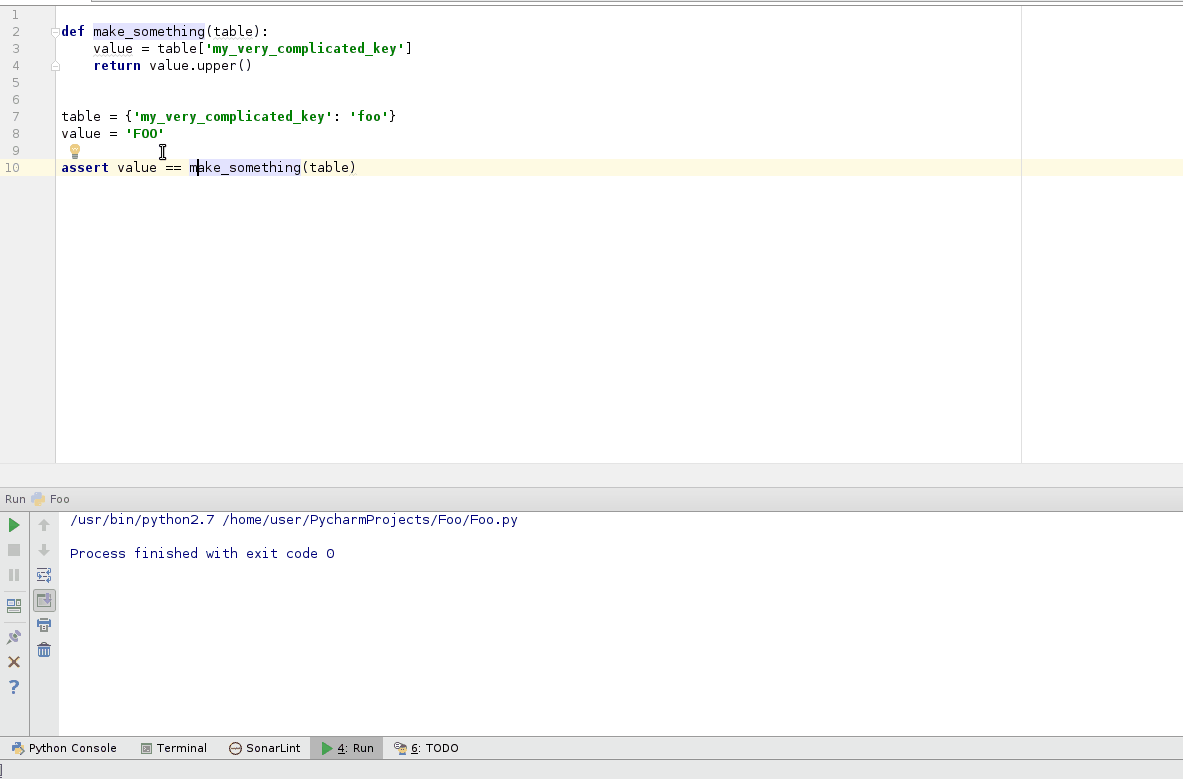 1
2 def make_something(table):
3     value = table['my_very_complicated_key']
4     return value.upper()
5
6
7 table = {'my_very_complicated_key': 'foo'}
8 value = 'FOO'
9
10 assert value == make_something(table)
Run Foo
/usr/bin/python2.7 /home/user/PycharmProjects/Foo/Foo.py
Process finished with exit code 0
?
Python Console Terminal SonarLint 4: Run 6: TODO